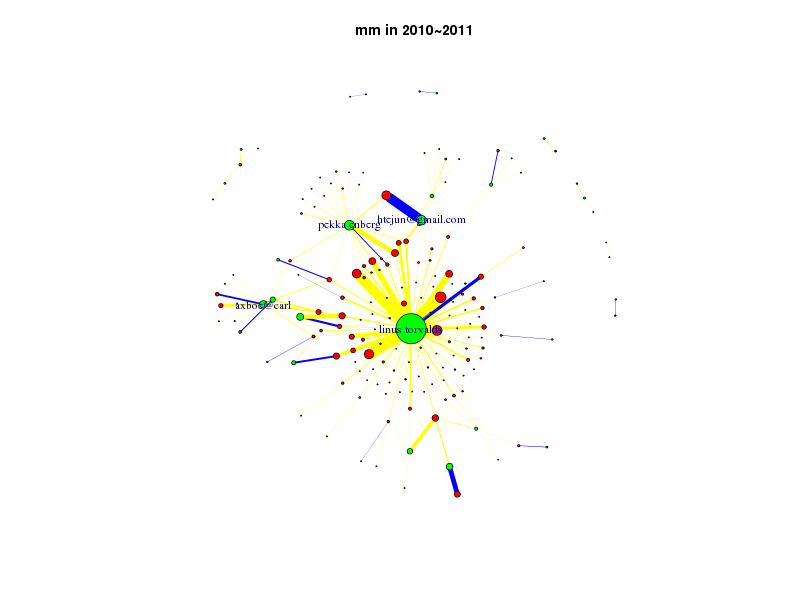 mm in 2010~2011
htejun@gmail.com
pekka enberg
axboe@carl
linus torvalds